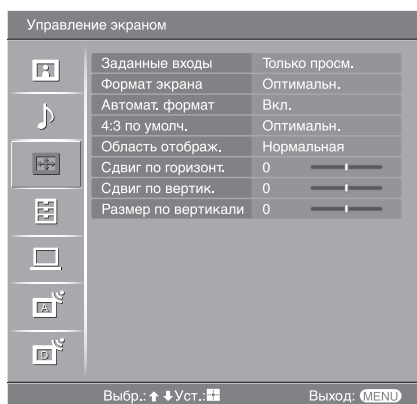 Управление экраном
Заданные входы Только просм.
Формат экрана Оптимальн.
Автомат. формат Вкл.
4:3 по умолч. Оптимальн.
Область отображ. Нормальная
Сдвиг по горизонт. 0
Сдвиг по вертик. 0
Размер по вертикали 0
A
D
Выбр.: Уст.: Выход: MENU